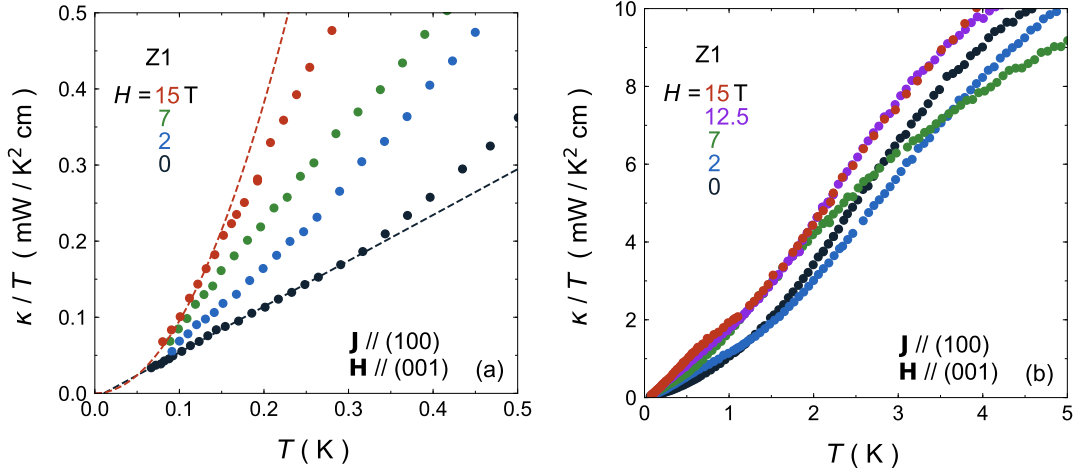 0.5
0.4
0.3
0.2
0.1
0.0
κ / T ( mW / K² cm )
Z1
H = 15 T
7
2
0
J // (100)
H // (001)
(a)
0.0 0.1 0.2 0.3 0.4 0.5
T ( K )
10
8
6
4
2
0
κ / T ( mW / K² cm )
Z1
H = 15 T
12.5
7
2
0
J // (100)
H // (001)
(b)
0 1 2 3 4 5
T ( K )